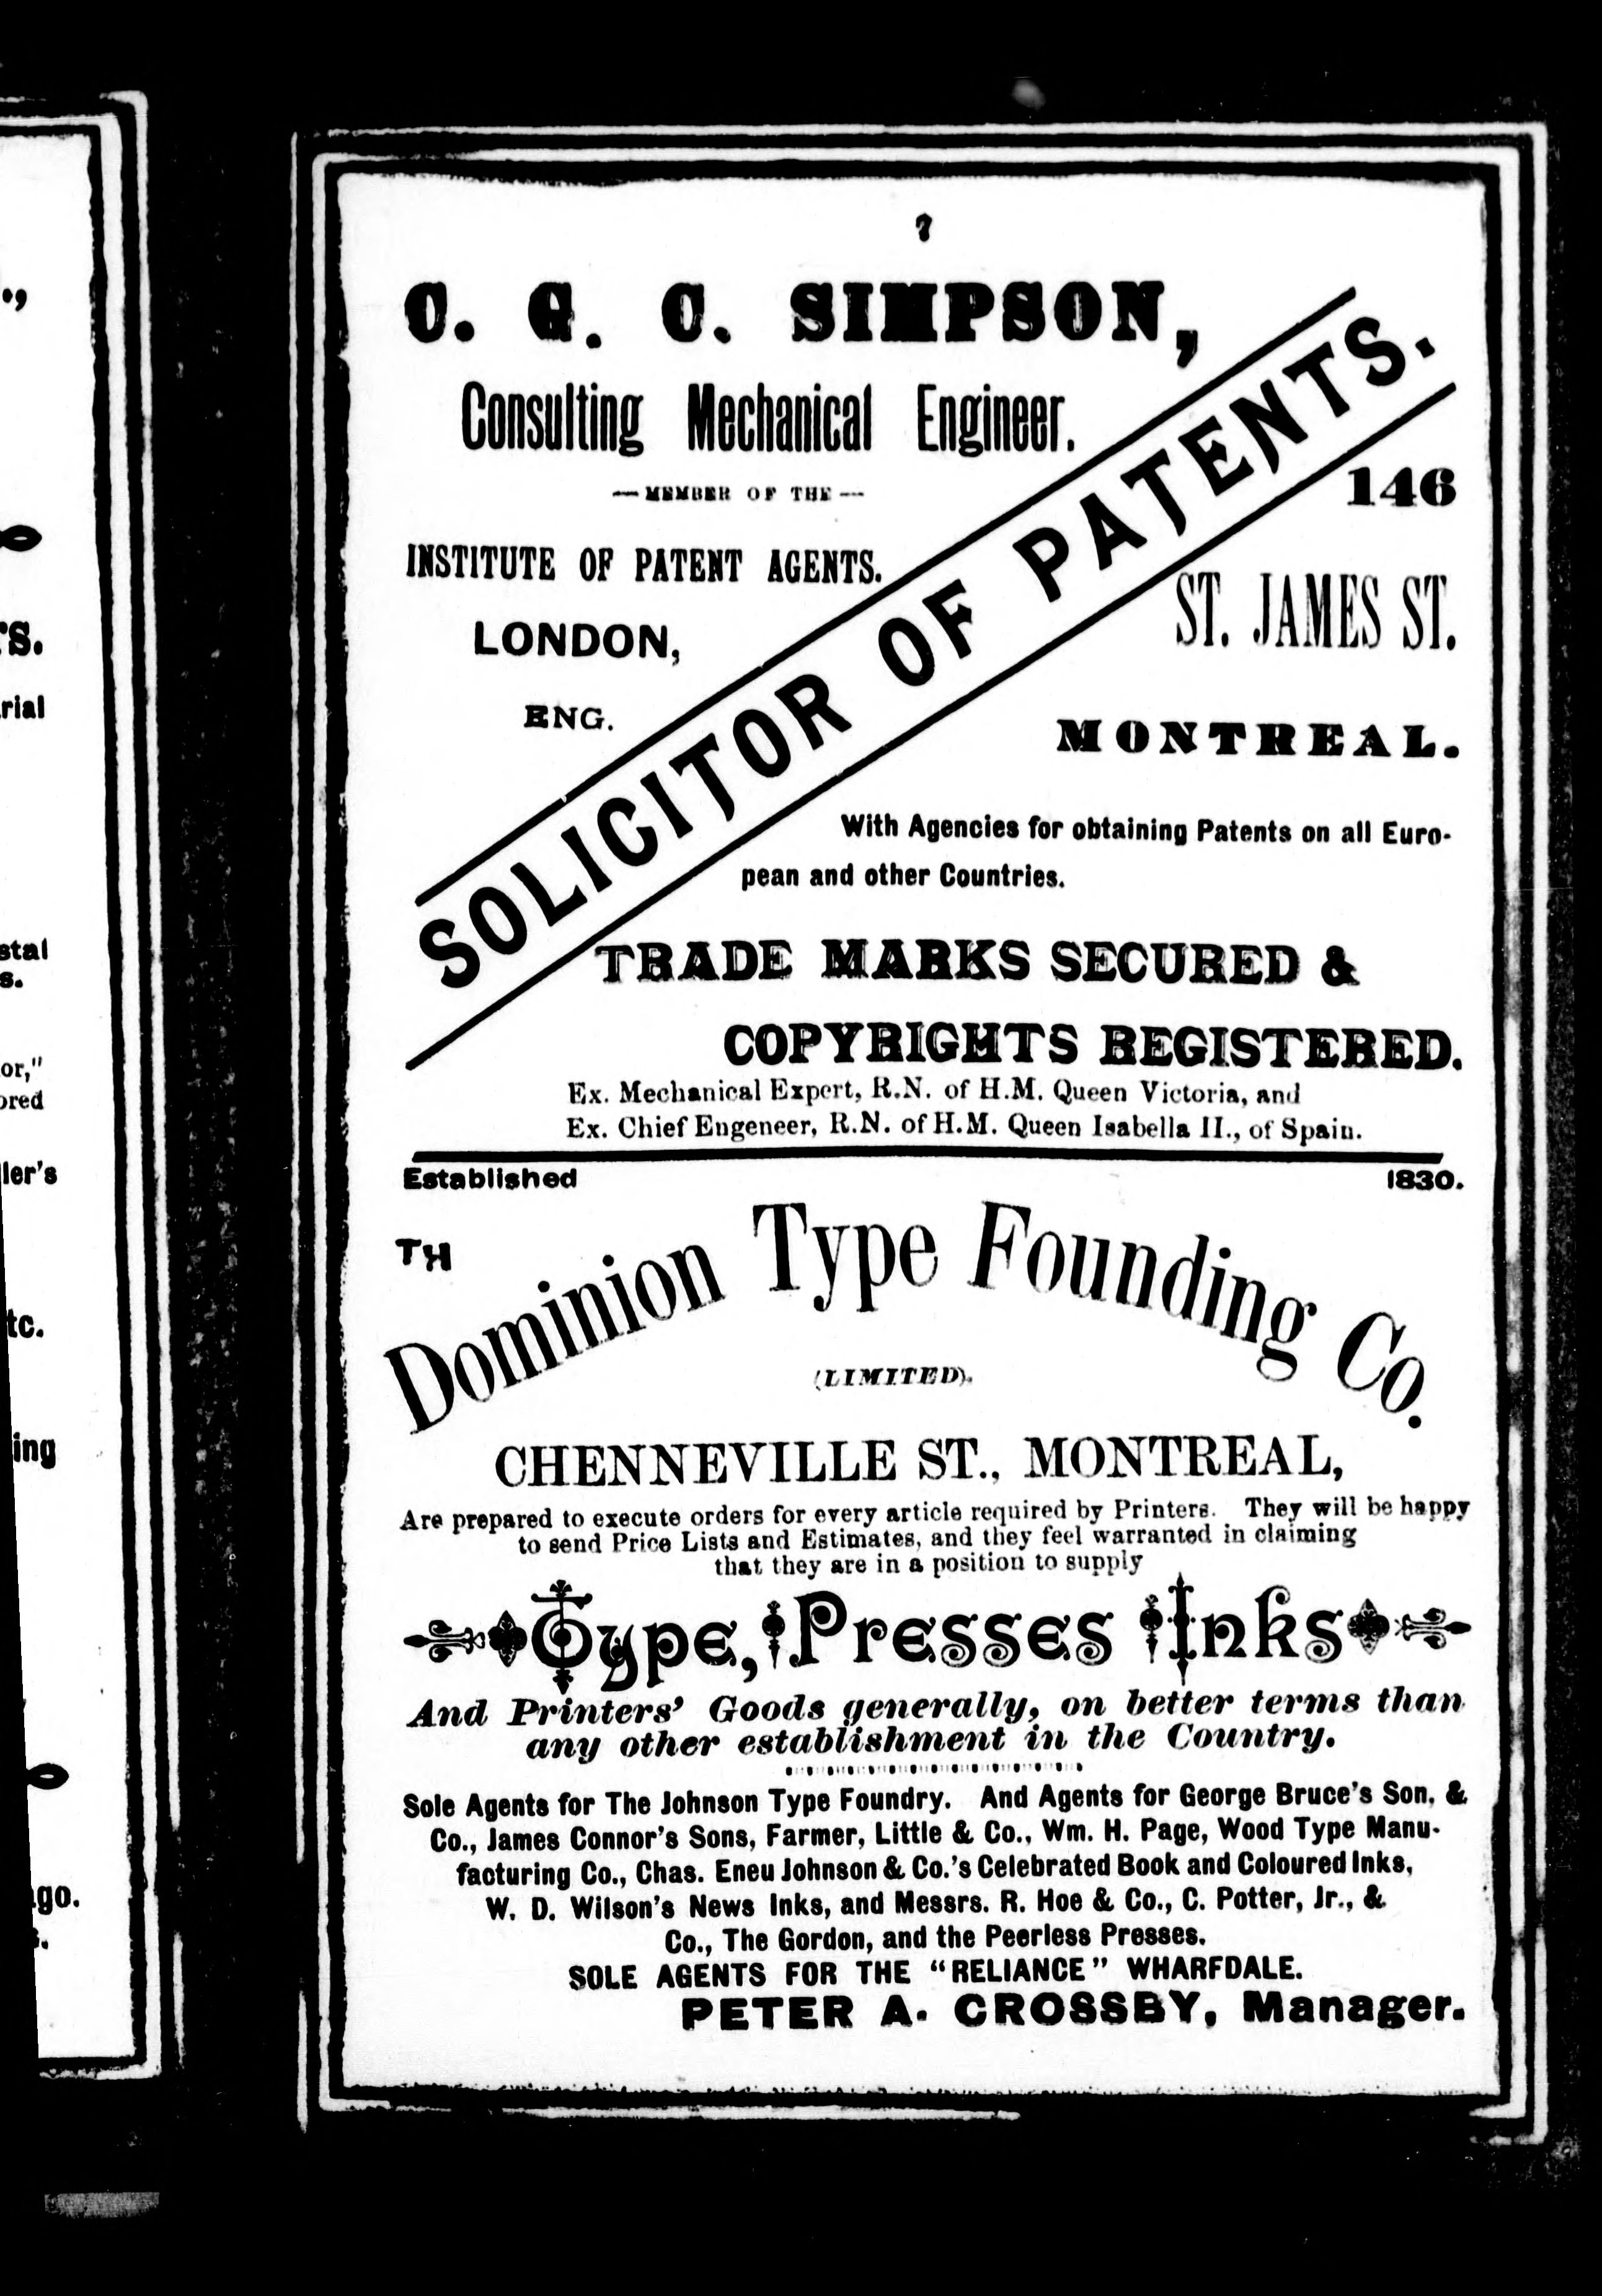 .,
rs.
rial
stal
s.
or,"
ored
ler's
tc.
ing
go.
7
C. G. C. SIMPSON,
Consulting Mechanical Engineer.
— MEMBER OF THE —
INSTITUTE OF PATENT AGENTS.
LONDON,
ENG.
SOLICITOR OF PATENTS.
146
ST. JAMES ST.
MONTREAL.
With Agencies for obtaining Patents on all Euro-
pean and other Countries.
TRADE MARKS SECURED &
COPYRIGHTS REGISTERED.
Ex. Mechanical Expert, R.N. of H.M. Queen Victoria, and
Ex. Chief Engeneer, R.N. of H.M. Queen Isabella II., of Spain.
Established 1830.
TH
Dominion Type Founding Co.
(LIMITED).
CHENNEVILLE ST., MONTREAL,
Are prepared to execute orders for every article required by Printers. They will be happy
to send Price Lists and Estimates, and they feel warranted in claiming
that they are in a position to supply
Type, Presses Inks
And Printers' Goods generally, on better terms than
any other establishment in the Country.
Sole Agents for The Johnson Type Foundry. And Agents for George Bruce's Son, &
Co., James Connor's Sons, Farmer, Little & Co., Wm. H. Page, Wood Type Manu-
facturing Co., Chas. Eneu Johnson & Co.'s Celebrated Book and Coloured Inks,
W. D. Wilson's News Inks, and Messrs. R. Hoe & Co., C. Potter, Jr., &
Co., The Gordon, and the Peerless Presses.
SOLE AGENTS FOR THE "RELIANCE" WHARFDALE.
PETER A. CROSSBY, Manager.